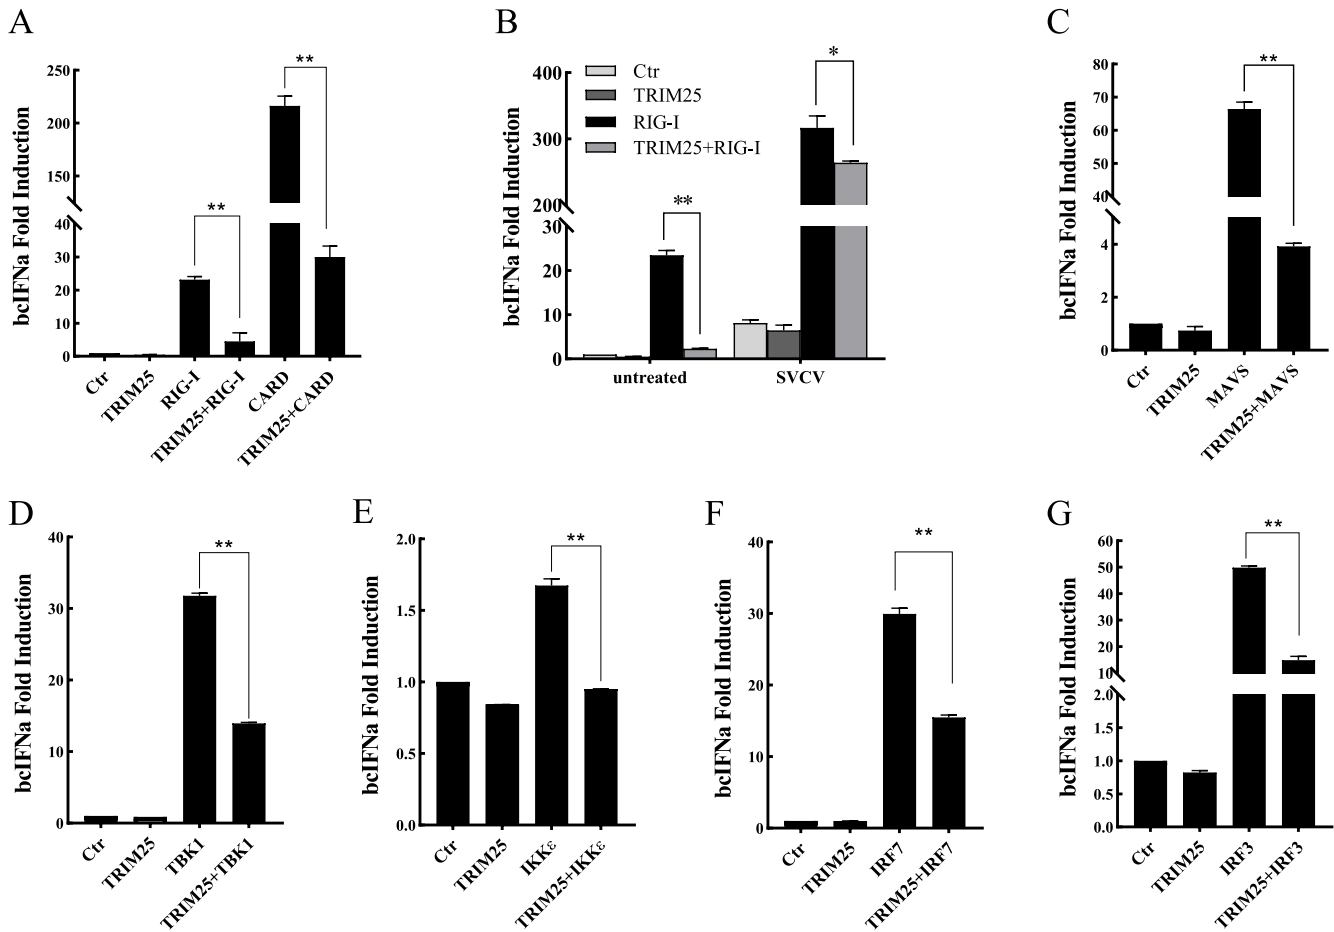 A
bcIFNa Fold Induction
250
200
150
100
50
40
30
20
10
0
**
**
Ctr
TRIM25
RIG-I
TRIM25+RIG-I
CARD
TRIM25+CARD
B
bcIFNa Fold Induction
400
300
200
30
20
10
0
Ctr
TRIM25
RIG-I
TRIM25+RIG-I
**
*
untreated
SVCV
C
bcIFNa Fold Induction
80
70
60
50
40
4
2
0
**
Ctr
TRIM25
MAVS
TRIM25+MAVS
D
bcIFNa Fold Induction
40
30
20
10
0
**
Ctr
TRIM25
TBK1
TRIM25+TBK1
E
bcIFNa Fold Induction
2.0
1.5
1.0
0.5
0.0
**
Ctr
TRIM25
IKKε
TRIM25+IKKε
F
bcIFNa Fold Induction
40
30
20
10
0
**
Ctr
TRIM25
IRF7
TRIM25+IRF7
G
bcIFNa Fold Induction
60
50
40
30
20
10
2.0
1.5
1.0
0.5
0.0
**
Ctr
TRIM25
IRF3
TRIM25+IRF3